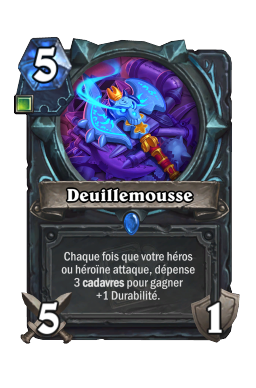 5
Deuillemousse
Chaque fois que votre héros
ou héroïne attaque, dépense
3 cadavres pour gagner
+1 Durabilité.
5
1